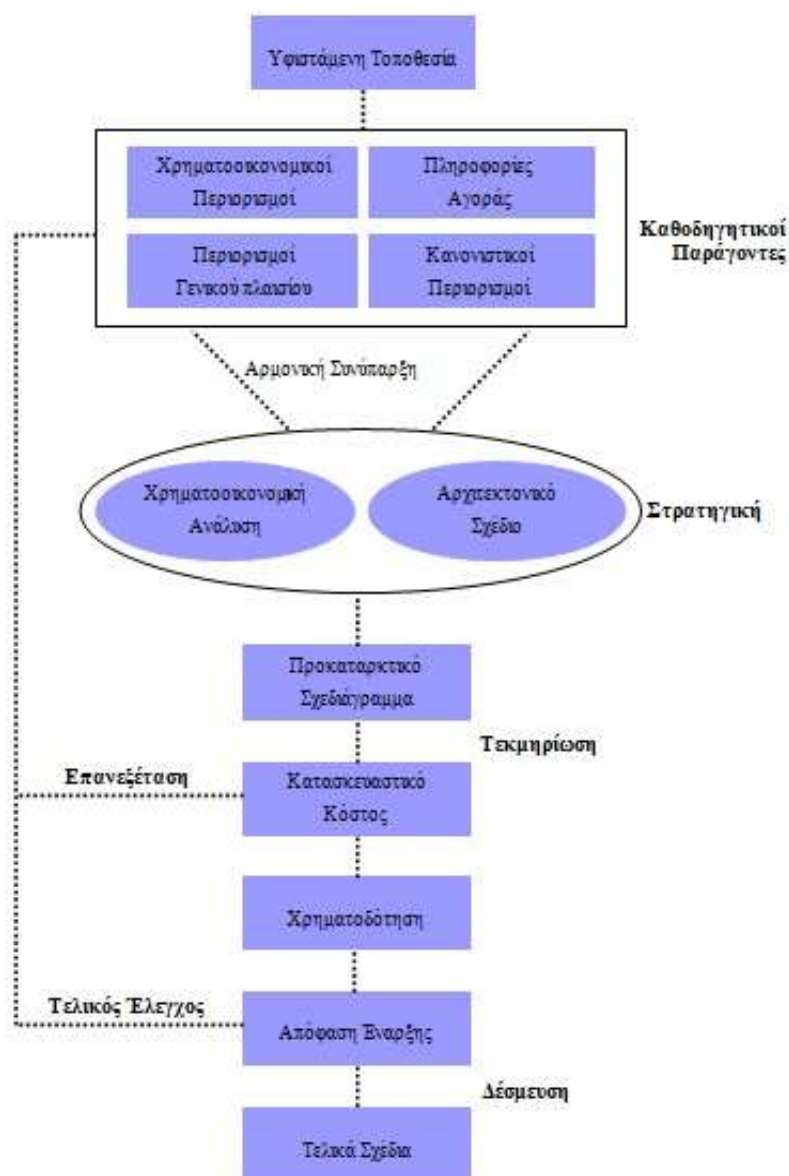 Υφιστάμενη Τοποθεσία
Χρηματοοικονομικοί
Περιορισμοί
Πληροφορίες
Αγοράς
Περιορισμοί
Γενικού πλαισίου
Κανονιστικοί
Περιορισμοί
Καθοδηγητικοί
Παράγοντες
Αρμονική Συνύπαρξη
Χρηματοοικονομική
Ανάλυση
Αρχιτεκτονικό
Σχέδιο
Στρατηγική
Προκαταρκτικό
Σχεδιάγραμμα
Τεκμηρίωση
Επανεξέταση
Κατασκευαστικό
Κόστος
Χρηματοδότηση
Τελικός Έλεγχος
Απόφαση Έναρξης
Δέσμευση
Τελικά Σχέδια